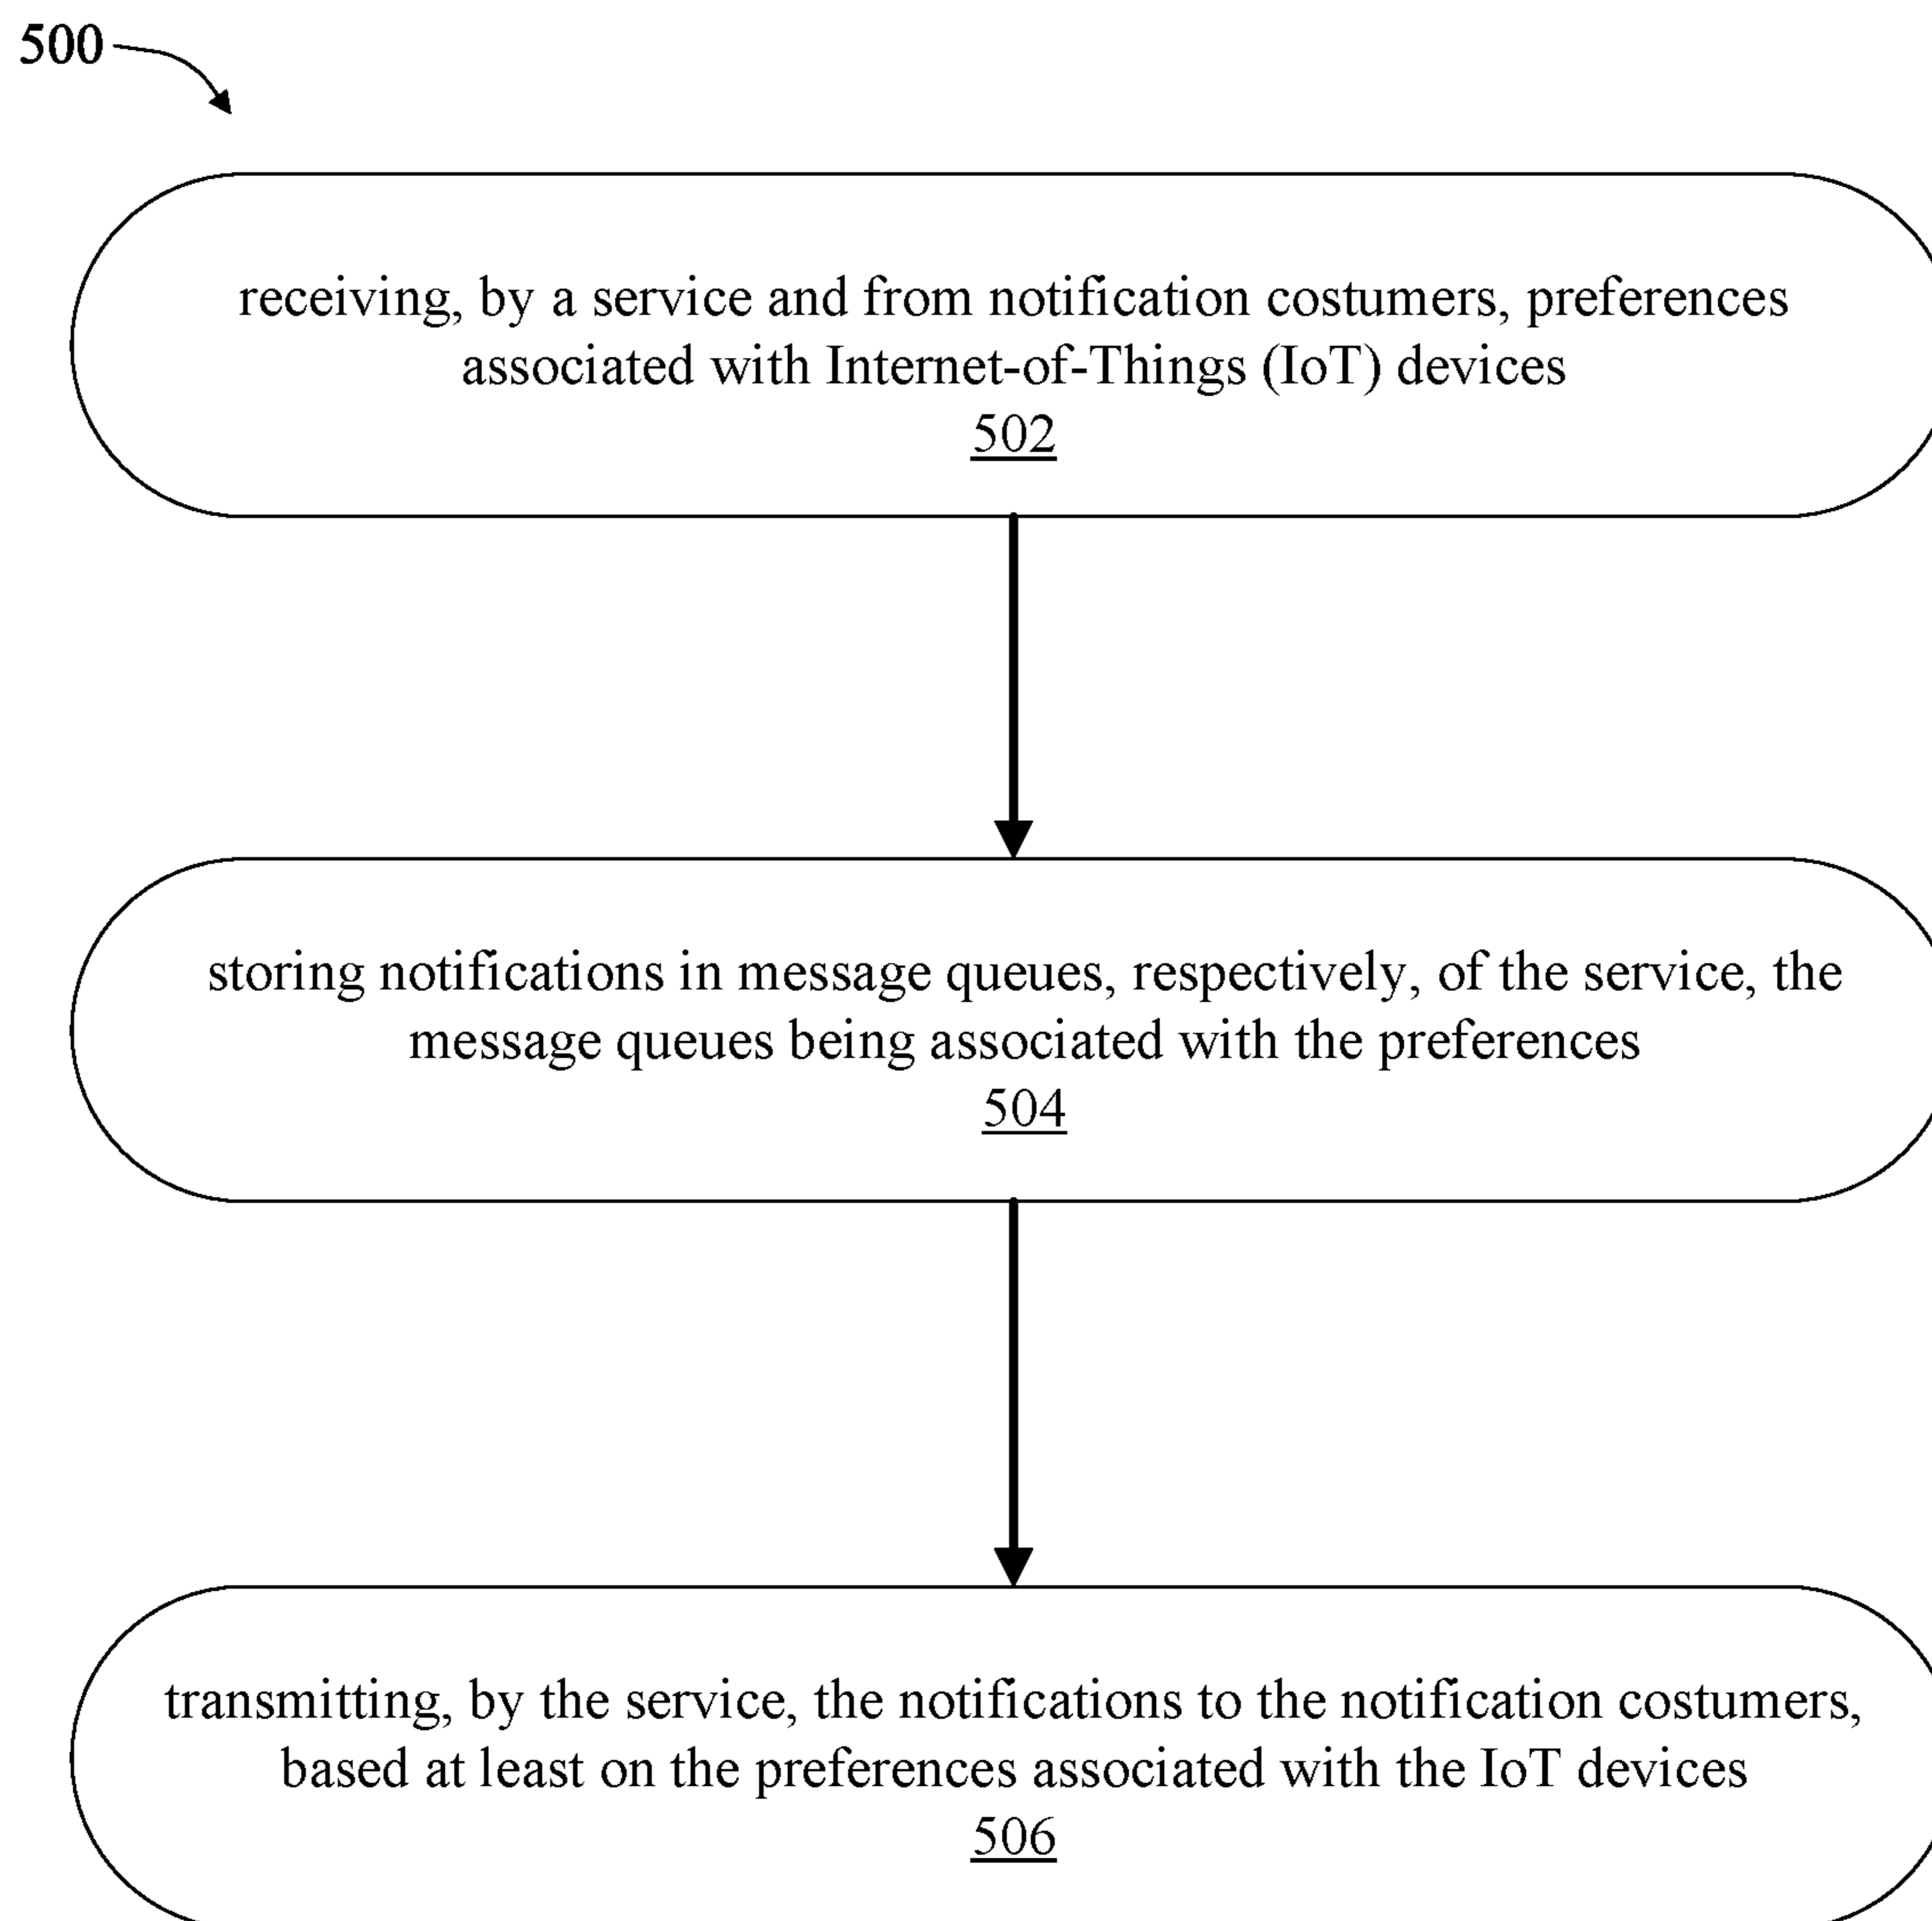 500
receiving, by a service and from notification costumers, preferences
associated with Internet-of-Things (IoT) devices
502
storing notifications in message queues, respectively, of the service, the
message queues being associated with the preferences
504
transmitting, by the service, the notifications to the notification costumers,
based at least on the preferences associated with the IoT devices
506